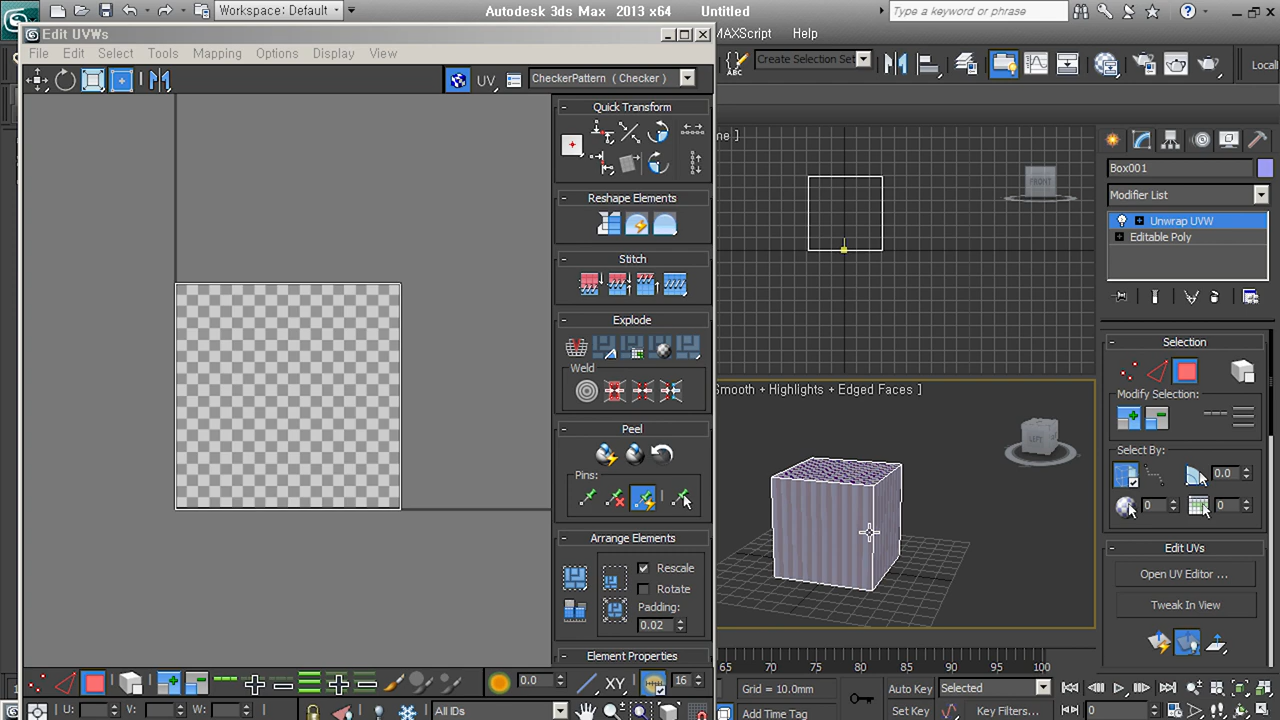 Workspace: Default
Autodesk 3ds Max 2013 x64
Untitled
Type a keyword or phrase
Edit UVWs
MAXScript
Help
File Edit Select Tools Mapping Options Display View
Create Selection Set
Locali
UV
CheckerPattern ( Checker )
Quick Transform
me ]
FRONT
Box001
Modifier List
Reshape Elements
Unwrap UVW
Editable Poly
Stitch
Explode
Selection
Weld
Smooth + Highlights + Edged Faces ]
Modify Selection:
Peel
LEFT
Select By:
0.0
Pins:
0
0
Arrange Elements
Edit UVs
Rescale
Open UV Editor ...
Rotate
Padding:
Tweak In View
0.02
Element Properties
65 70 75 80 85 90 95 100
0.0
XY
16
Grid = 10.0mm
Auto Key
Selected
U:
V:
W:
All IDs
Add Time Tag
Set Key
Key Filters...
0